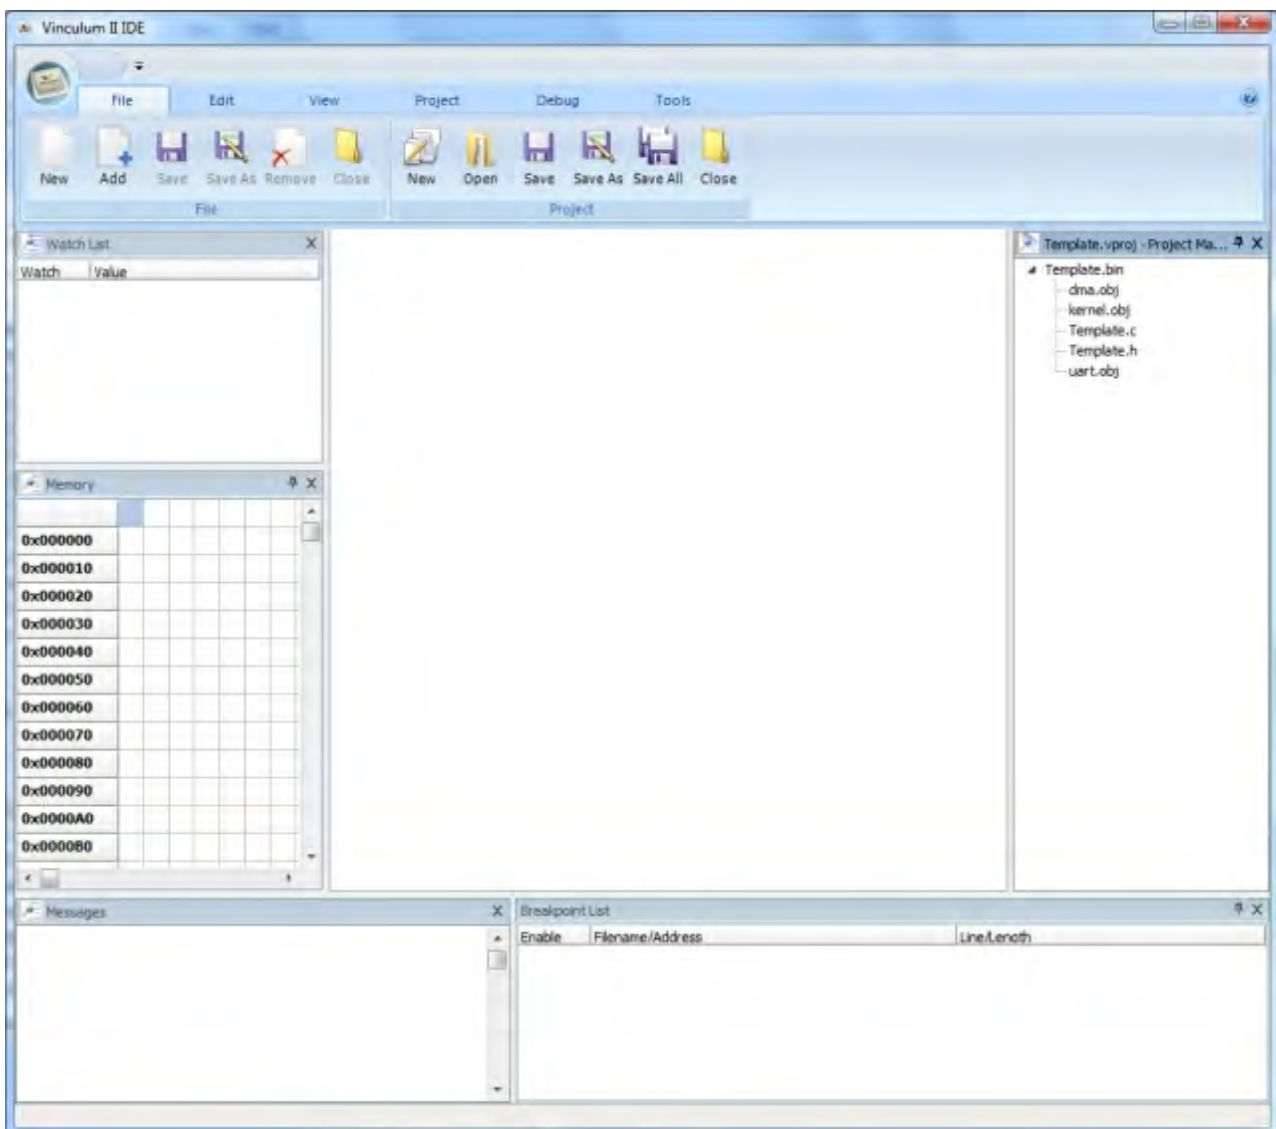 Vinculum II IDE
File Edit View Project Debug Tools
New Add Save Save As Remove Close New Open Save Save As Save All Close
File Project
Watch List
Watch Value
Template.vproj - Project Ma...
Template.bin
dma.obj
kernel.obj
Template.c
Template.h
uart.obj
Memory
0x000000
0x000010
0x000020
0x000030
0x000040
0x000050
0x000060
0x000070
0x000080
0x000090
0x0000A0
0x0000B0
Messages
Breakpoint List
Enable Filename/Address Line/Length